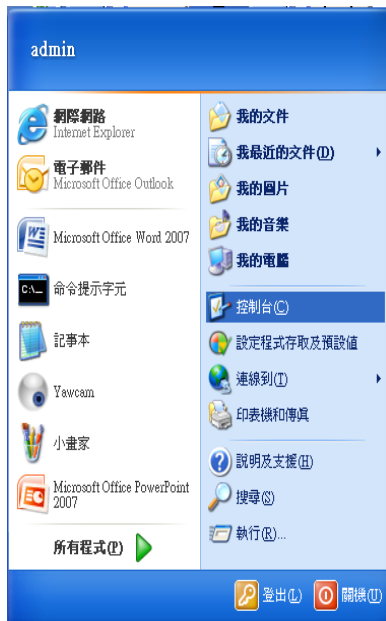 admin
網際網路
Internet Explorer
電子郵件
Microsoft Office Outlook
Microsoft Office Word 2007
命令提示字元
記事本
Yawcam
小畫家
Microsoft Office PowerPoint
2007
所有程式(P)
我的文件
我最近的文件(D)
我的圖片
我的音樂
我的電腦
控制台(C)
設定程式存取及預設值
連線到(T)
印表機和傳真
說明及支援(H)
搜尋(S)
執行(R)...
登出(L)
關機(U)